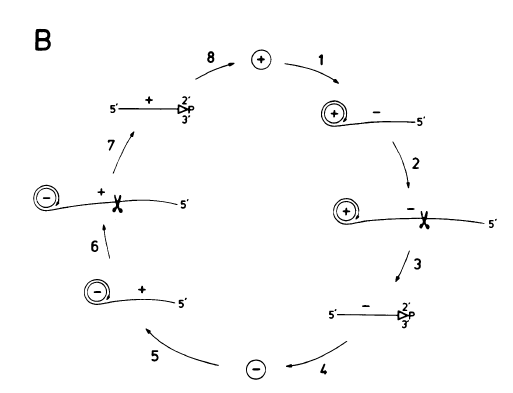 B
8
+
1
5′ + 2′ P 3′
+ − 5′
7
2
− + 5′
+ − 5′
6
3
− + 5′
5′ − 2′ P 3′
5
−
4